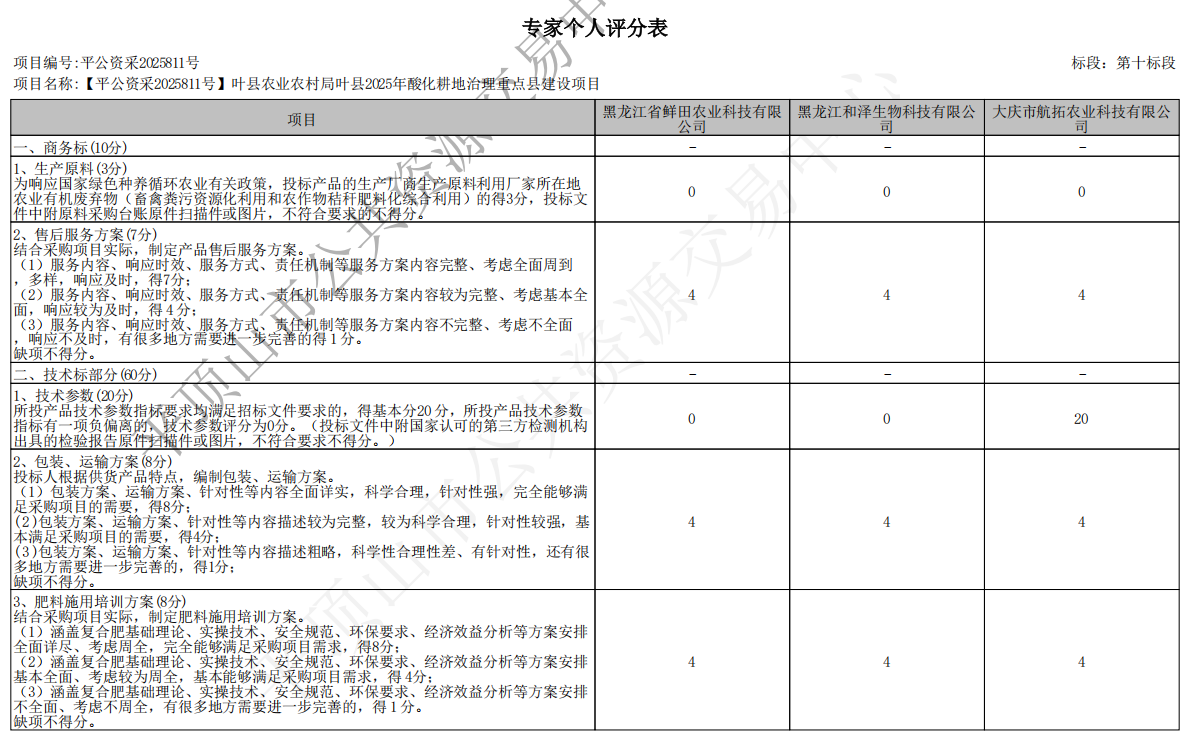 专家个人评分表
项目编号:平公资采2025811号
标段：第十标段
项目名称:【平公资采2025811号】叶县农业农村局叶县2025年酸化耕地治理重点县建设项目
项目
黑龙江省鲜田农业科技有限
公司
黑龙江和泽生物科技有限公
司
大庆市航拓农业科技有限公
司
一、商务标(10分)
-
-
-
1、生产原料(3分)
为响应国家绿色种养循环农业有关政策，投标产品的生产厂商生产原料利用厂家所在地
农业有机废弃物（畜禽粪污资源化利用和农作物秸秆肥料化综合利用）的得3分，投标文
件中附原料采购台账原件扫描件或图片，不符合要求的不得分。
0
0
0
2、售后服务方案(7分)
结合采购项目实际，制定产品售后服务方案。
（1）服务内容、响应时效、服务方式、责任机制等服务方案内容完整、考虑全面周到
，多样，响应及时，得7分；
（2）服务内容、响应时效、服务方式、责任机制等服务方案内容较为完整、考虑基本全
面，响应较为及时，得 4 分；
（3）服务内容、响应时效、服务方式、责任机制等服务方案内容不完整、考虑不全面
，响应不及时，有很多地方需要进一步完善的得 1 分。
缺项不得分。
4
4
4
二、技术标部分(60分)
-
-
-
1、技术参数(20分)
所投产品技术参数指标要求均满足招标文件要求的，得基本分20 分，所投产品技术参数
指标有一项负偏离的，技术参数评分为0分。（投标文件中附国家认可的第三方检测机构
出具的检验报告原件扫描件或图片，不符合要求不得分。）
0
0
20
2、包装、运输方案(8分)
投标人根据供货产品特点，编制包装、运输方案。
（1）包装方案、运输方案、针对性等内容全面详实，科学合理，针对性强，完全能够满
足采购项目的需要，得8分；
(2)包装方案、运输方案、针对性等内容描述较为完整，较为科学合理，针对性较强，基
本满足采购项目的需要，得4分；
(3)包装方案、运输方案、针对性等内容描述粗略，科学性合理性差、有针对性，还有很
多地方需要进一步完善的，得1分；
缺项不得分。
4
4
4
3、肥料施用培训方案(8分)
结合采购项目实际，制定肥料施用培训方案。
（1）涵盖复合肥基础理论、实操技术、安全规范、环保要求、经济效益分析等方案安排
全面详尽、考虑周全，完全能够满足采购项目需求，得8分；
（2）涵盖复合肥基础理论、实操技术、安全规范、环保要求、经济效益分析等方案安排
基本全面、考虑较为周全，基本能够满足采购项目需求，得 4分；
（3）涵盖复合肥基础理论、实操技术、安全规范、环保要求、经济效益分析等方案安排
不全面、考虑不周全，有很多地方需要进一步完善的，得 1 分。
缺项不得分。
4
4
4
平顶山市公共资源交易中
顶山市公共资源交易中心